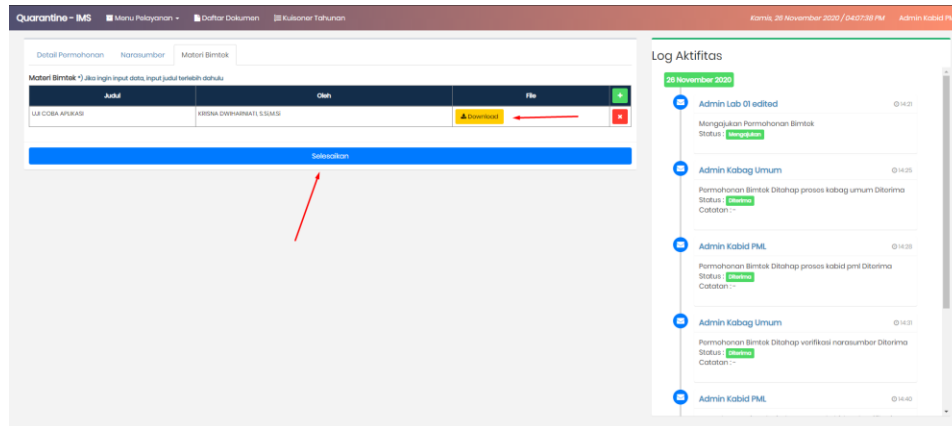 Quarantine - IMS Menu Pelayanan Daftar Dokumen Kuisoner Tahunan Kamis, 26 November 2020 / 04:07:38 PM Admin Kabid
Detail Permohonan Narasumber Materi Bimtek
Materi Bimtek *) Jika ingin input data, input judul terlebih dahulu
Judul Oleh File +
UJI COBA APLIKASI KRISNA DWIHARNIATI, S.Si,M.Si Download
Selesaikan
Log Aktifitas
26 November 2020
Admin Lab 01 edited 14:21
Mengajukan Permohonan Bimtek
Status : Mengajukan
Admin Kabag Umum 14:25
Permohonan Bimtek Ditahap proses kabag umum Diterima
Status : Diterima
Catatan : -
Admin Kabid PML 14:28
Permohonan Bimtek Ditahap proses kabid pml Diterima
Status : Diterima
Catatan : -
Admin Kabag Umum 14:31
Permohonan Bimtek Ditahap verifikasi narasumber Diterima
Status : Diterima
Catatan : -
Admin Kabid PML 14:40